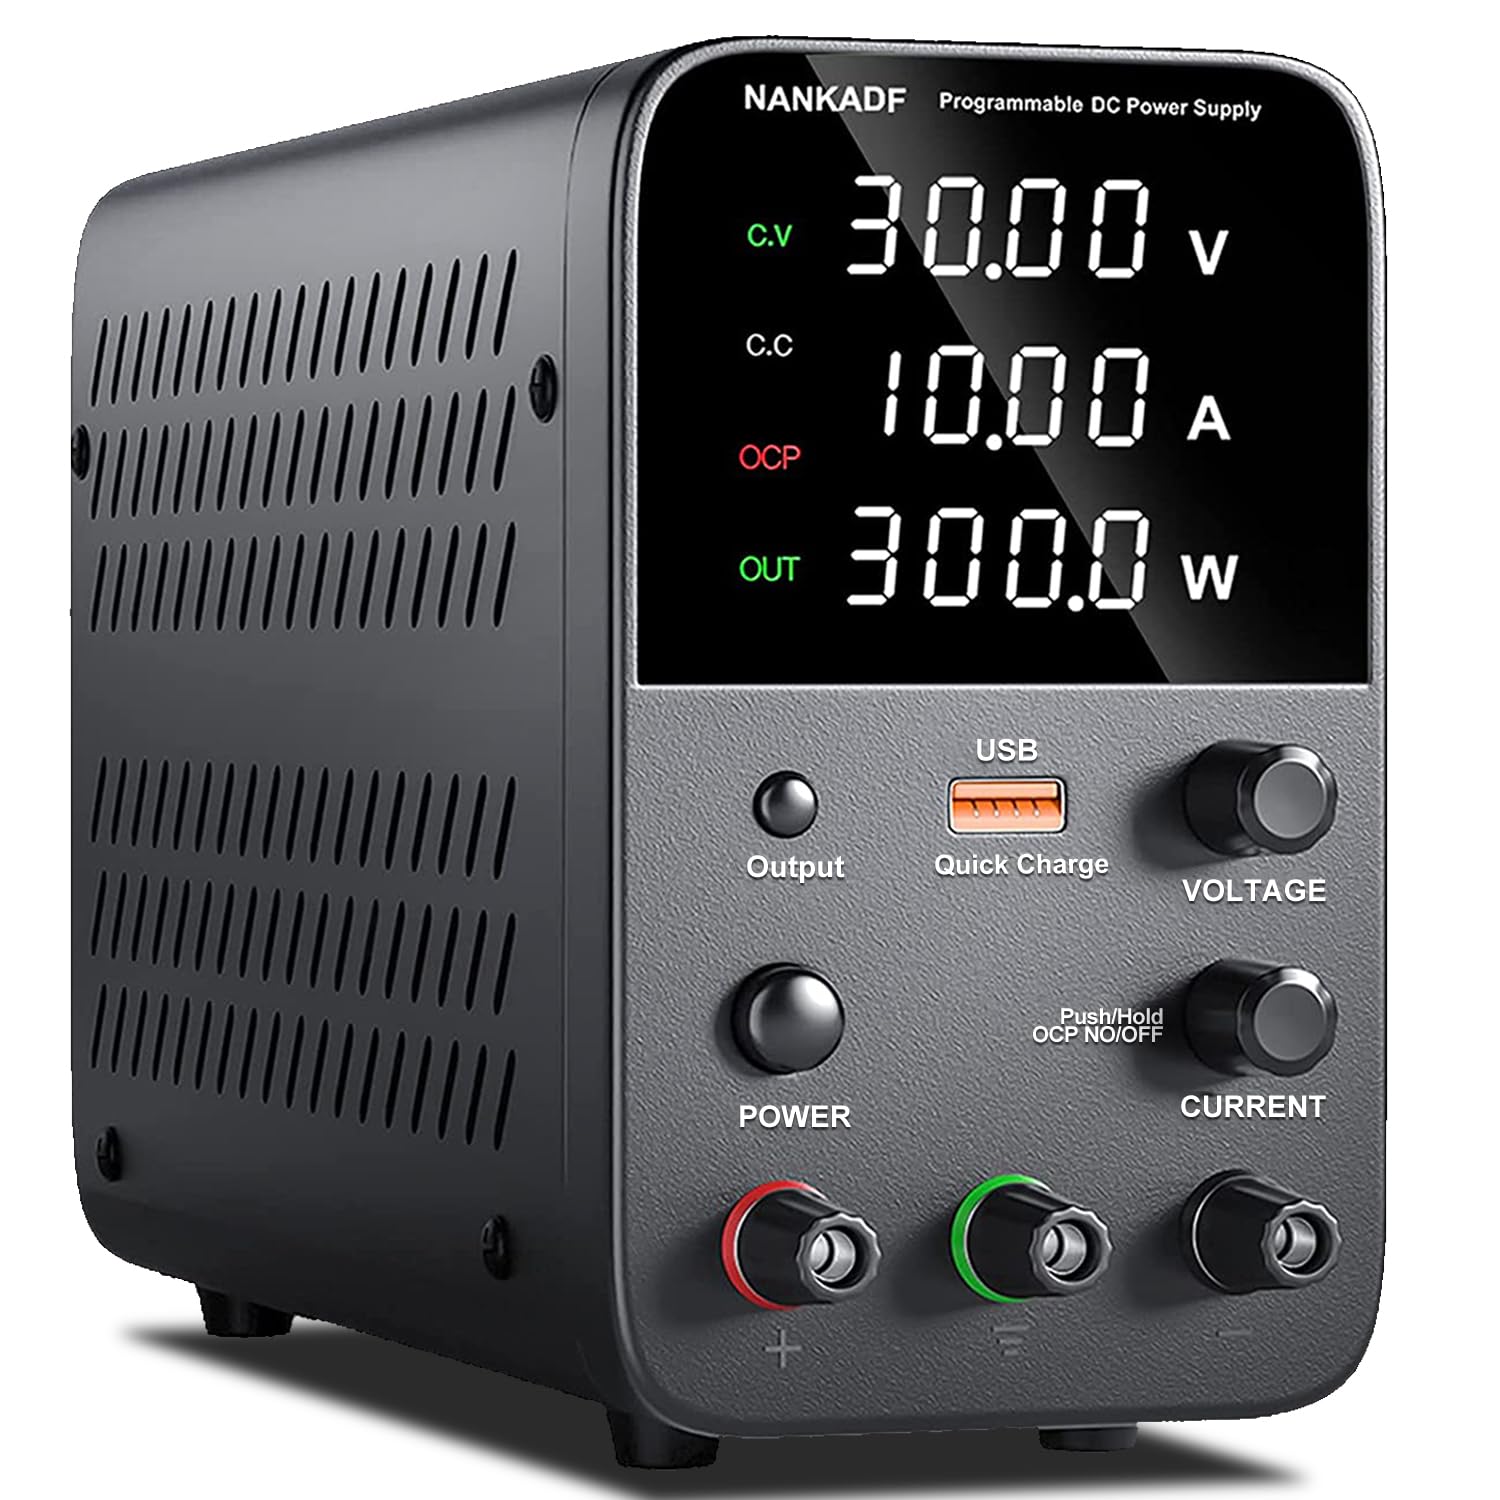 NANKADF Programmable DC Power Supply
C.V 30.00 V
C.C 10.00 A
OCP
OUT 300.0 W
USB
Output
Quick Charge
VOLTAGE
Push/Hold
OCP NO/OFF
POWER
CURRENT
+
-